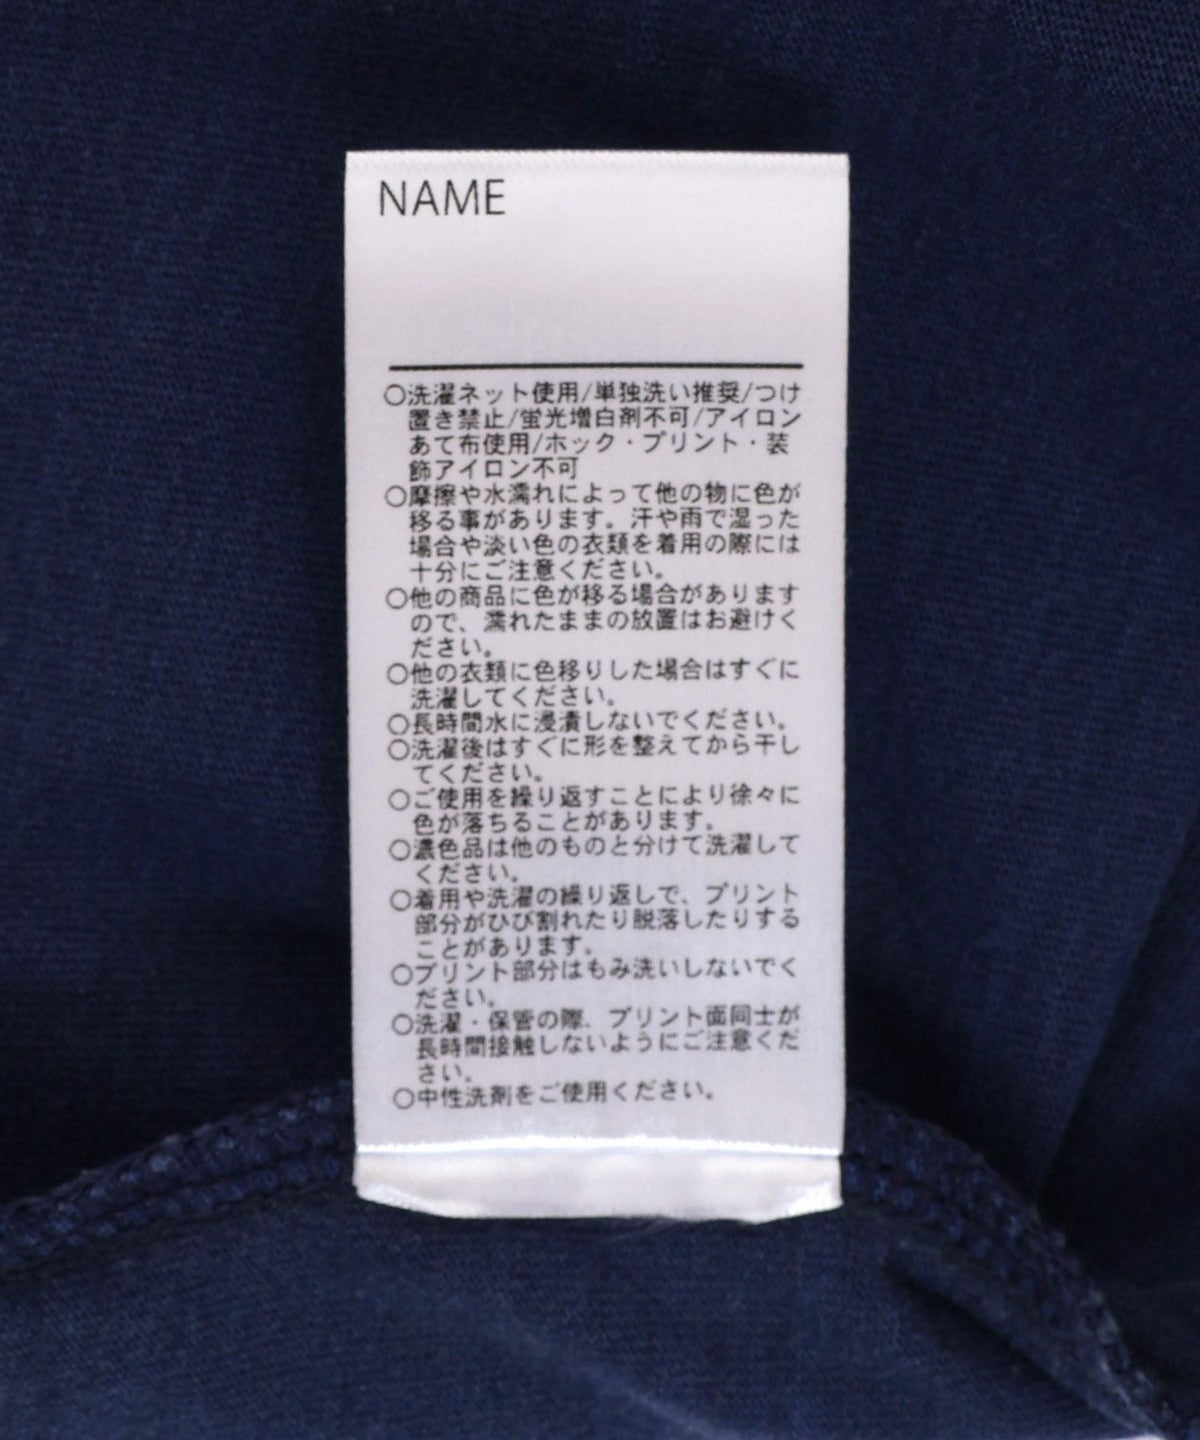 NAME
○洗濯ネット使用/単独洗い推奨/つけ
置き禁止/蛍光増白剤不可/アイロン
あて布使用/ホック・プリント・装
飾アイロン不可
○摩擦や水濡れによって他の物に色が
移る事があります。汗や雨で湿った
場合や淡い色の衣類を着用の際には
十分にご注意ください。
○他の商品に色が移る場合があります
ので、濡れたままの放置はお避けく
ださい。
○他の衣類に色移りした場合はすぐに
洗濯してください。
○長時間水に浸漬しないでください。
○洗濯後はすぐに形を整えてから干し
てください。
○ご使用を繰り返すことにより徐々に
色が落ちることがあります。
○濃色品は他のものと分けて洗濯して
ください。
○着用や洗濯の繰り返しで、プリント
部分がひび割れたり脱落したりする
ことがあります。
○プリント部分はもみ洗いしないでく
ださい。
○洗濯・保管の際、プリント面同士が
長時間接触しないようにご注意くだ
さい。
○中性洗剤をご使用ください。